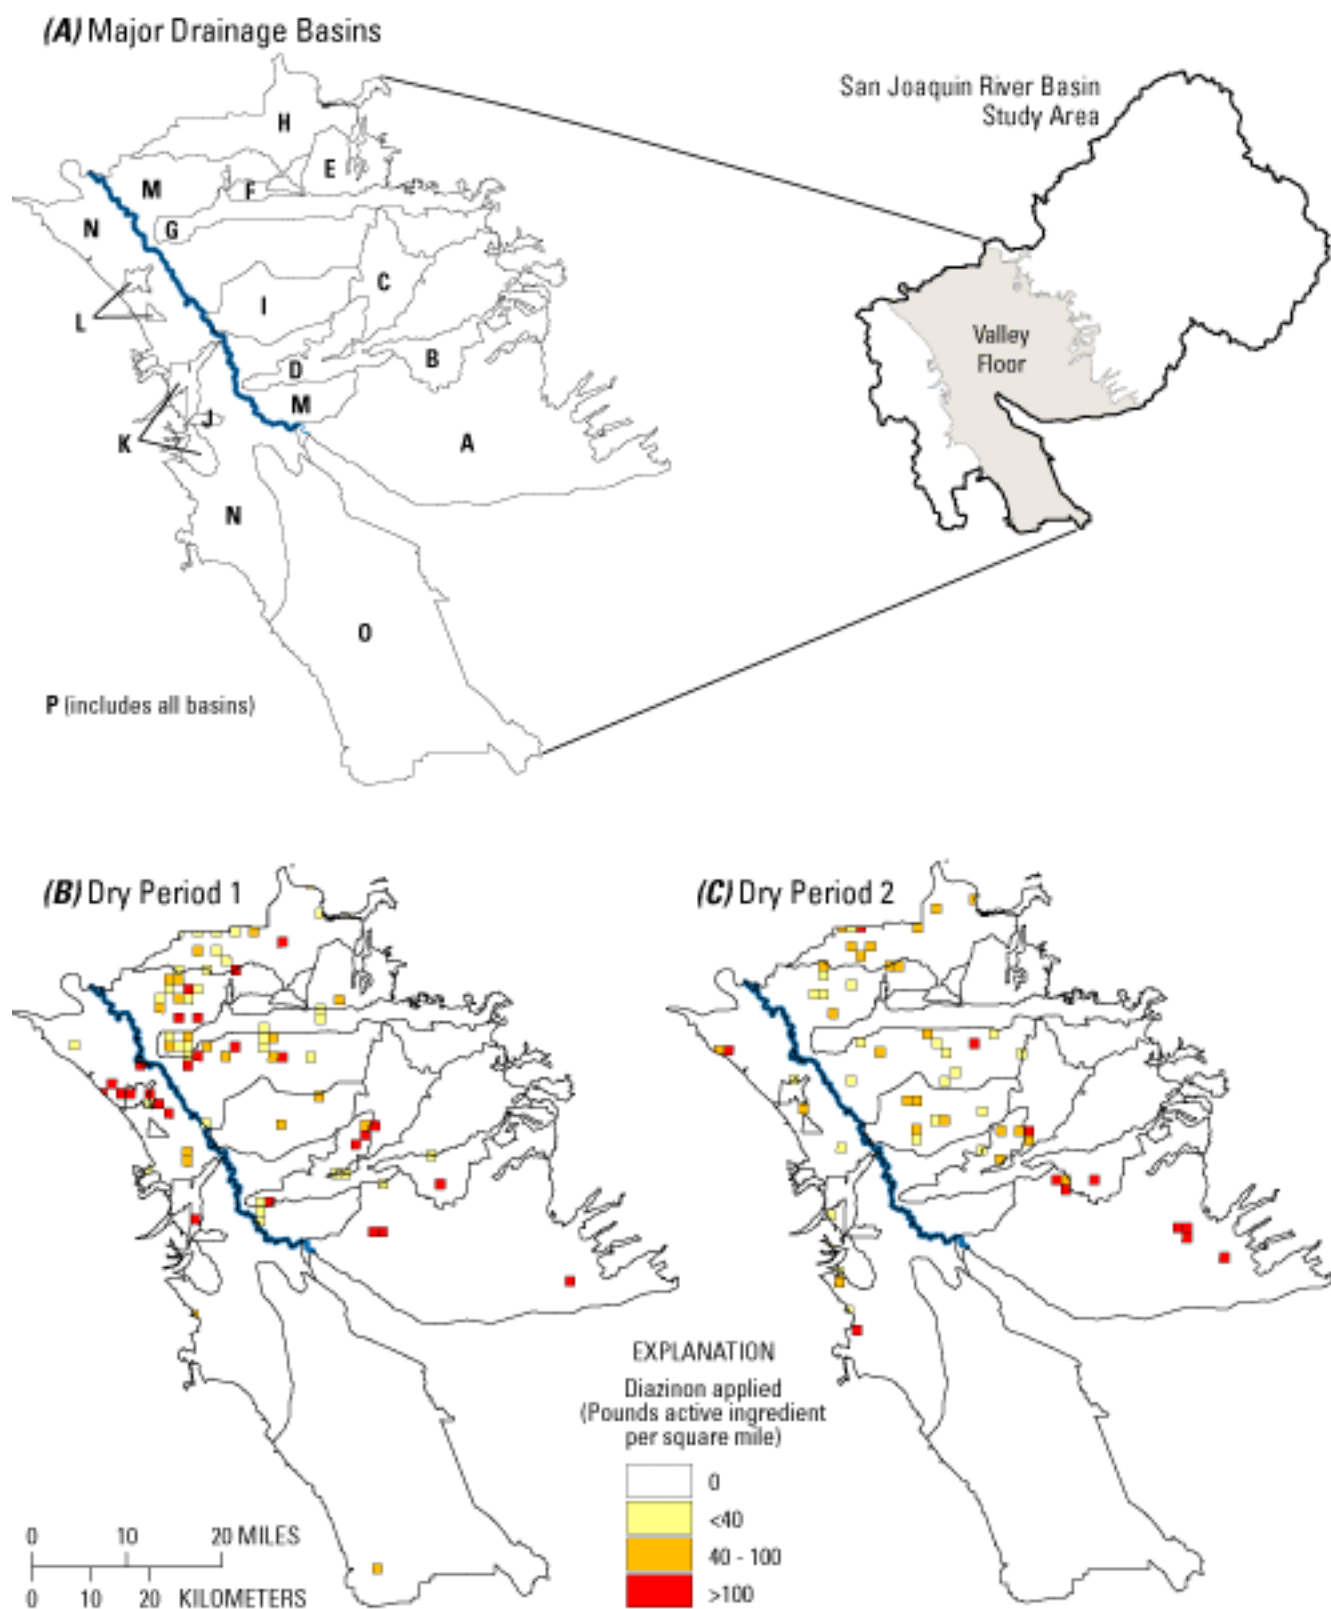 (A) Major Drainage Basins
San Joaquin River Basin
Study Area
H
E
M
F
N
G
C
I
L
B
D
M
J
K
A
N
O
Valley
Floor
P (includes all basins)
(B) Dry Period 1
(C) Dry Period 2
EXPLANATION
Diazinon applied
(Pounds active ingredient
per square mile)
0
<40
40 - 100
>100
0 10 20 MILES
0 10 20 KILOMETERS